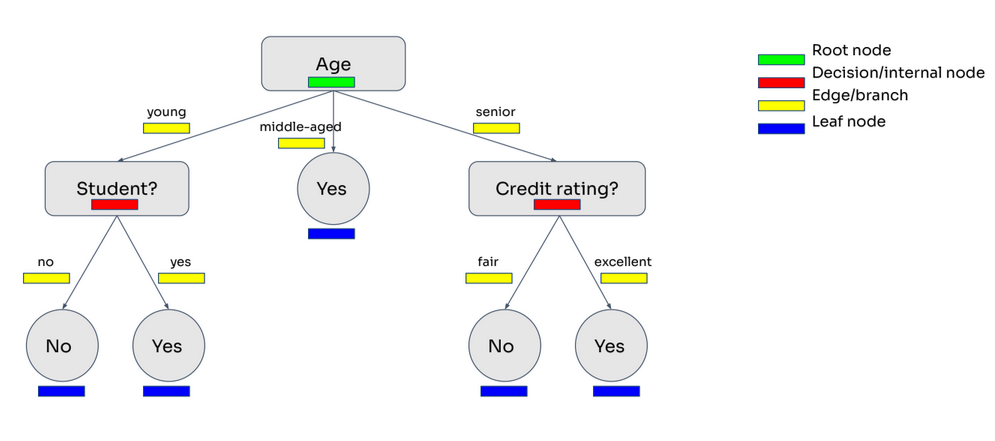 Age
Root node
Decision/internal node
Edge/branch
Leaf node
young
middle-aged
senior
Student?
Yes
Credit rating?
no
yes
fair
excellent
No
Yes
No
Yes